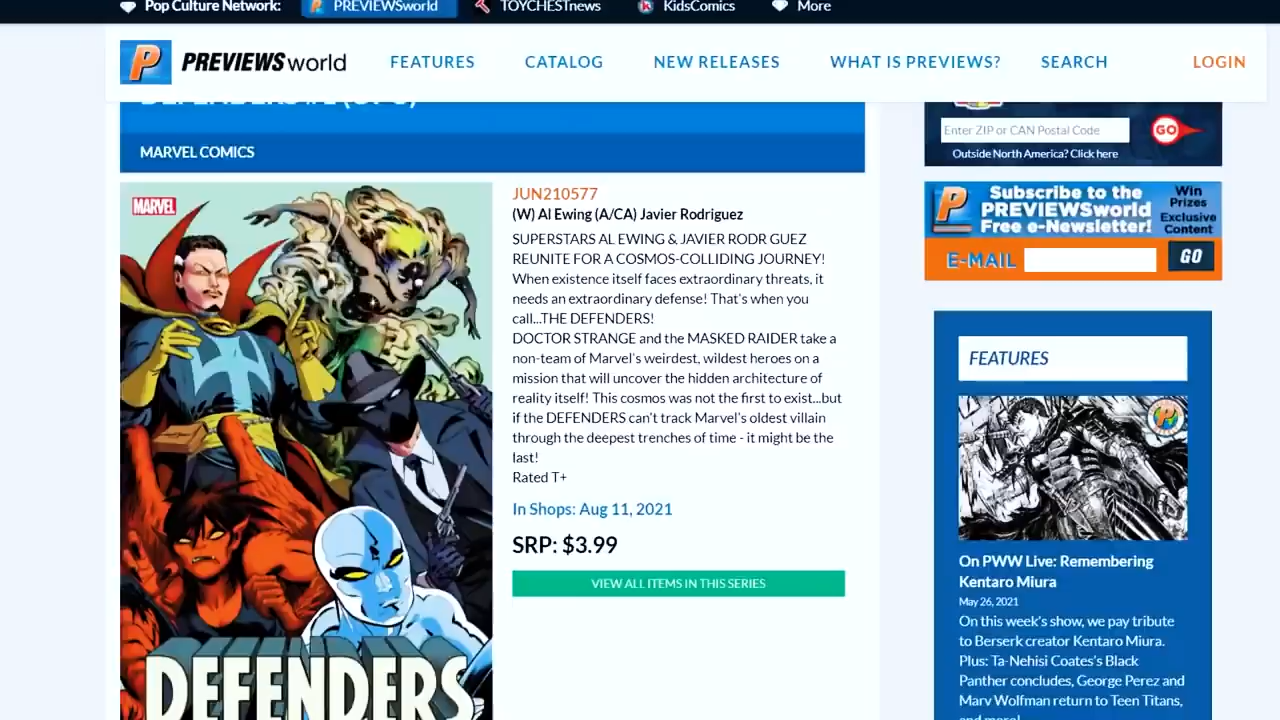 Pop Culture Network:
PREVIEWSworld
TOYCHESTnews
KidsComics
More
P PREVIEWSworld
FEATURES
CATALOG
NEW RELEASES
WHAT IS PREVIEWS?
SEARCH
LOGIN
MARVEL COMICS
MARVEL
JUN210577
(W) Al Ewing (A/CA) Javier Rodriguez
SUPERSTARS AL EWING & JAVIER RODR GUEZ
REUNITE FOR A COSMOS-COLLIDING JOURNEY!
When existence itself faces extraordinary threats, it
needs an extraordinary defense! That's when you
call...THE DEFENDERS!
DOCTOR STRANGE and the MASKED RAIDER take a
non-team of Marvel's weirdest, wildest heroes on a
mission that will uncover the hidden architecture of
reality itself! This cosmos was not the first to exist...but
if the DEFENDERS can't track Marvel's oldest villain
through the deepest trenches of time - it might be the
last!
Rated T+
In Shops: Aug 11, 2021
SRP: $3.99
VIEW ALL ITEMS IN THIS SERIES
DEFENDERS
Enter ZIP or CAN Postal Code
GO
Outside North America? Click here
P
Subscribe to the
PREVIEWSworld
Free e-Newsletter!
Win
Prizes
Exclusive
Content
E-MAIL
GO
FEATURES
On PWW Live: Remembering
Kentaro Miura
May 26, 2021
On this week's show, we pay tribute
to Berserk creator Kentaro Miura.
Plus: Ta-Nehisi Coates's Black
Panther concludes, George Perez and
Marv Wolfman return to Teen Titans,